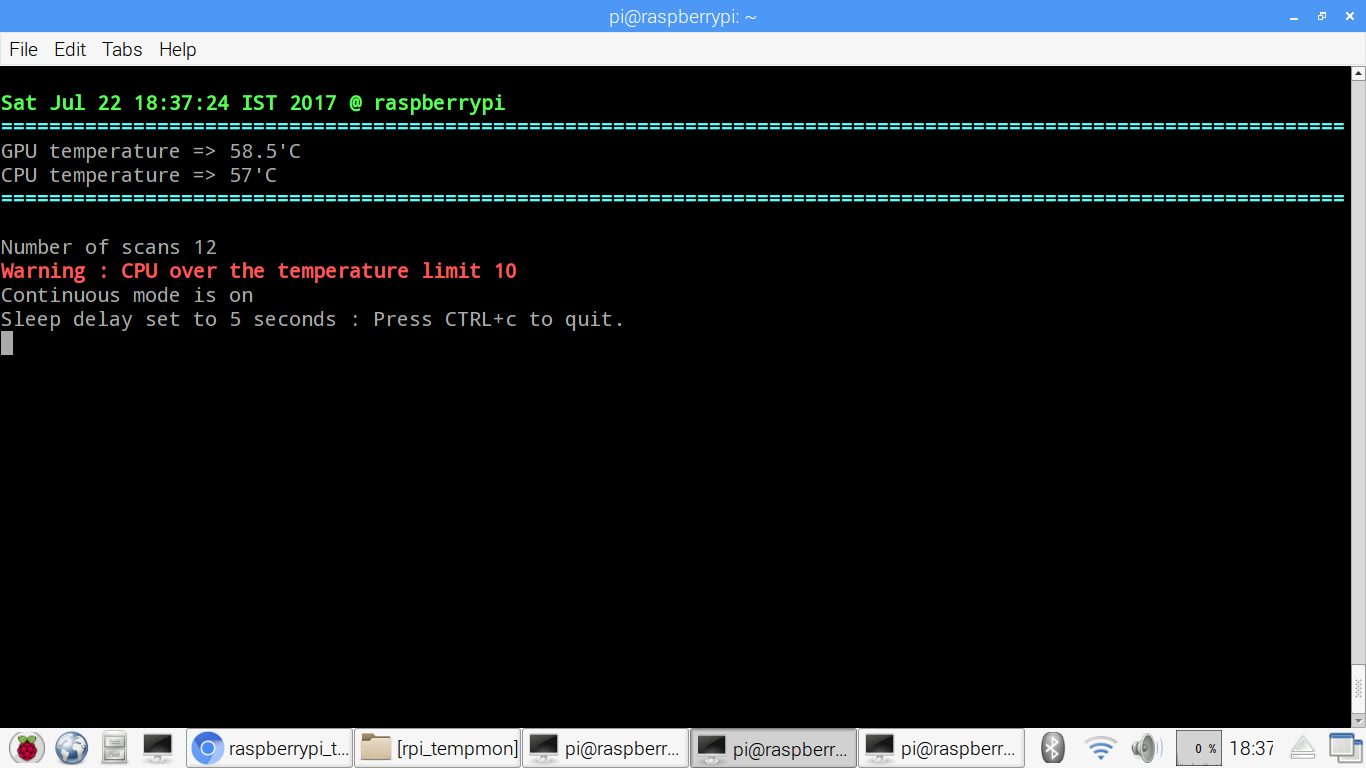 pi@raspberrypi: ~
File Edit Tabs Help
Sat Jul 22 18:37:24 IST 2017 @ raspberrypi
================================================================================================================
GPU temperature => 58.5'C
CPU temperature => 57'C
================================================================================================================
Number of scans 12
Warning : CPU over the temperature limit 10
Continuous mode is on
Sleep delay set to 5 seconds : Press CTRL+c to quit.
raspberrypi_t... [rpi_tempmon] pi@raspberr... pi@raspberr... pi@raspberr... 0 % 18:37